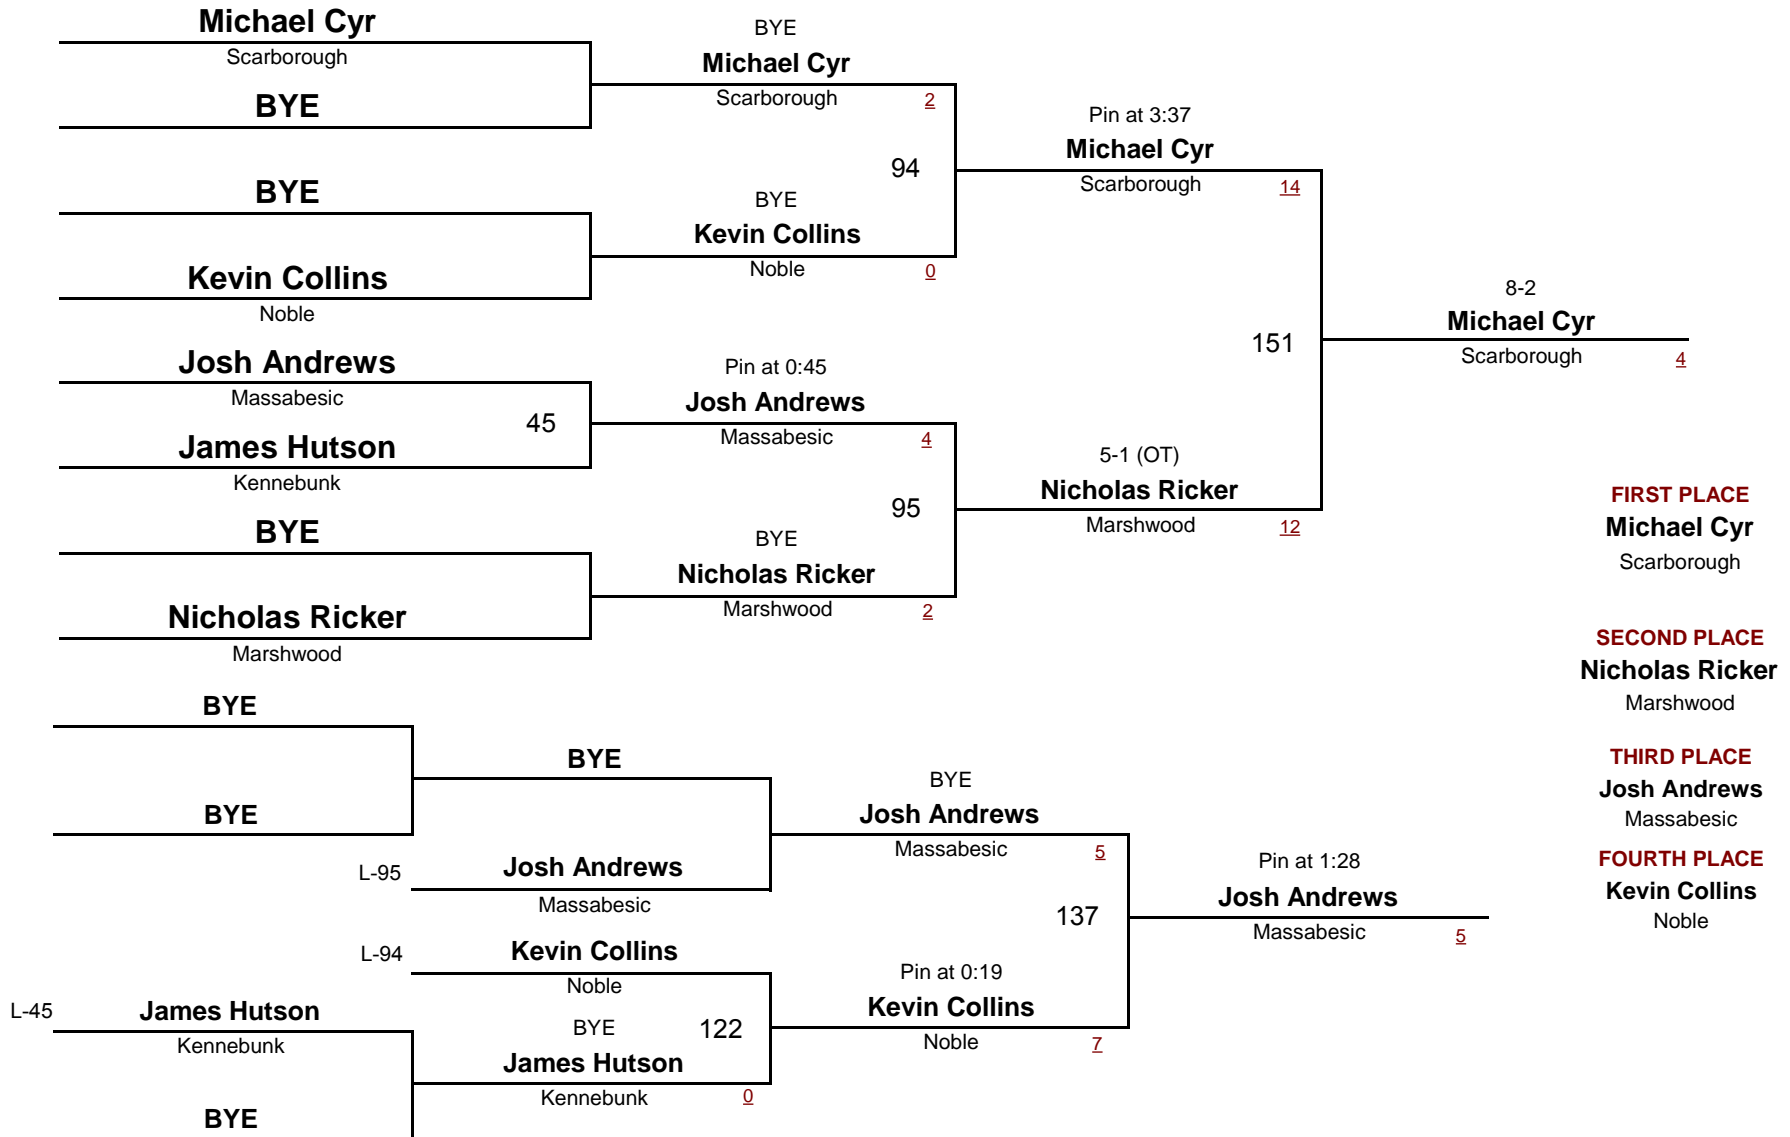 Michael Cyr
Scarborough
BYE
BYE
Kevin Collins
Noble
Josh Andrews
Massabesic
45
James Hutson
Kennebunk
BYE
Nicholas Ricker
Marshwood
BYE
Michael Cyr
Scarborough 2
94
BYE
Kevin Collins
Noble 0
Pin at 0:45
Josh Andrews
Massabesic 4
95
BYE
Nicholas Ricker
Marshwood 2
Pin at 3:37
Michael Cyr
Scarborough 14
151
5-1 (OT)
Nicholas Ricker
Marshwood 12
8-2
Michael Cyr
Scarborough 4
FIRST PLACE
Michael Cyr
Scarborough
SECOND PLACE
Nicholas Ricker
Marshwood
THIRD PLACE
Josh Andrews
Massabesic
FOURTH PLACE
Kevin Collins
Noble
BYE
BYE
L-45 James Hutson
Kennebunk
BYE
BYE
L-95 Josh Andrews
Massabesic
L-94 Kevin Collins
Noble
BYE 122
James Hutson
Kennebunk 0
BYE
Josh Andrews
Massabesic 5
137
Pin at 0:19
Kevin Collins
Noble 7
Pin at 1:28
Josh Andrews
Massabesic 5